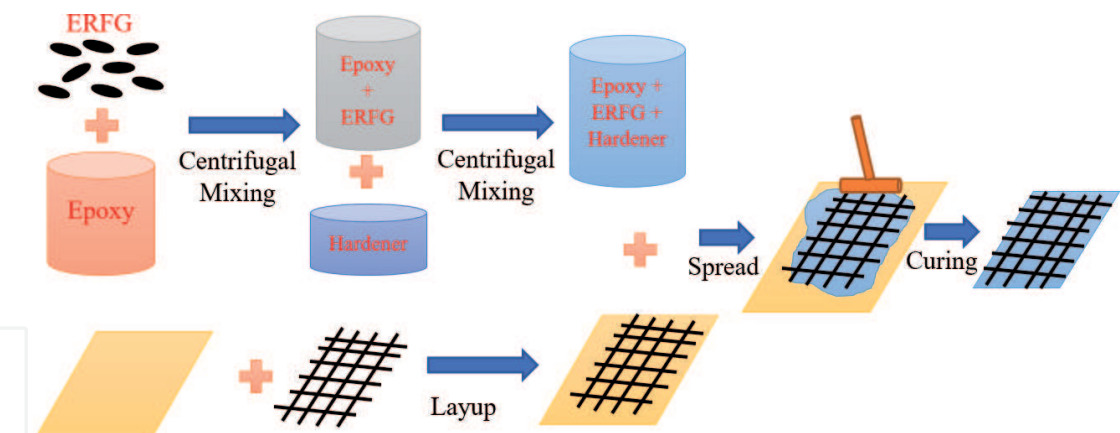 ERFG
Epoxy
Centrifugal
Mixing
Epoxy
+
ERFG
Hardener
Centrifugal
Mixing
Epoxy +
ERFG +
Hardener
Spread
Curing
Layup